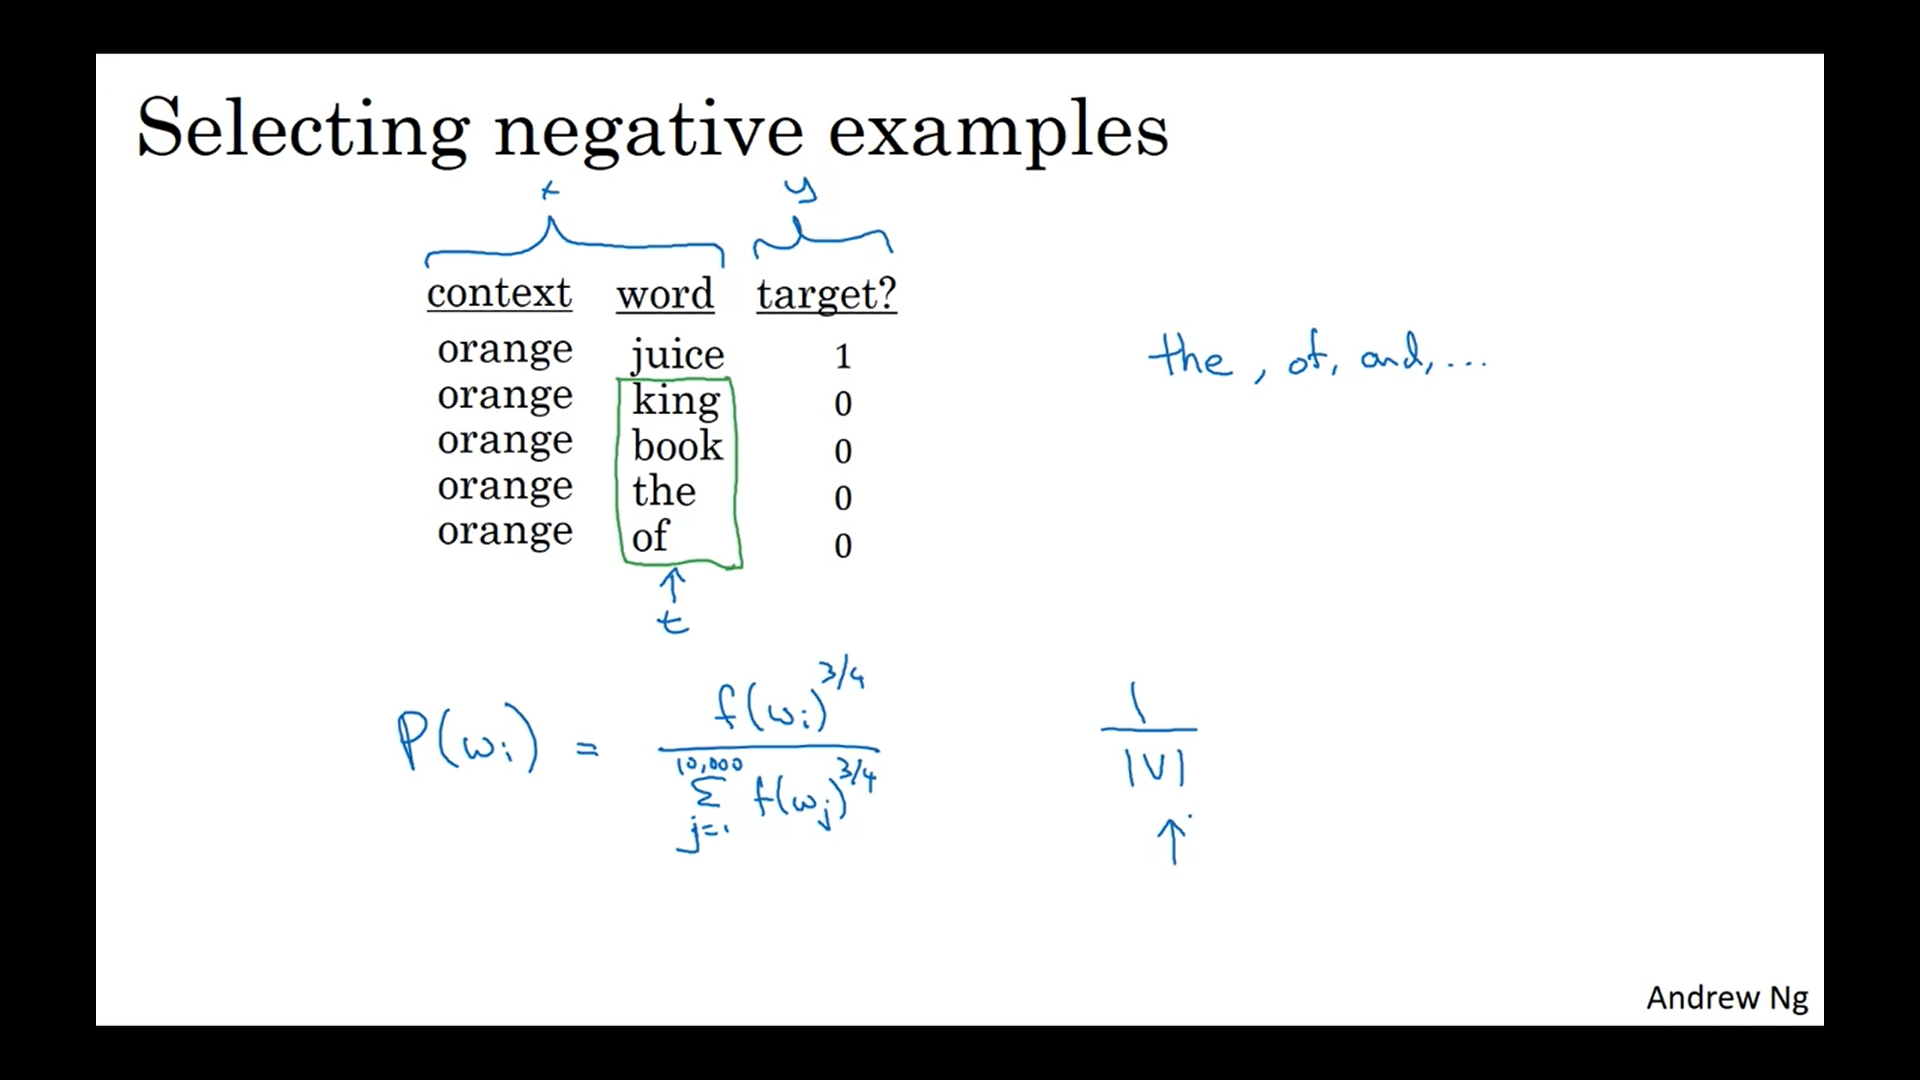 Selecting negative examples
x y
context word target?
orange juice 1
orange king 0
orange book 0
orange the 0
orange of 0
the, of, and, ...
↑
t
P(wᵢ) = f(wᵢ)^3/4 / Σ_{j=1}^{10,000} f(wⱼ)^3/4
1/|V|
↑
Andrew Ng